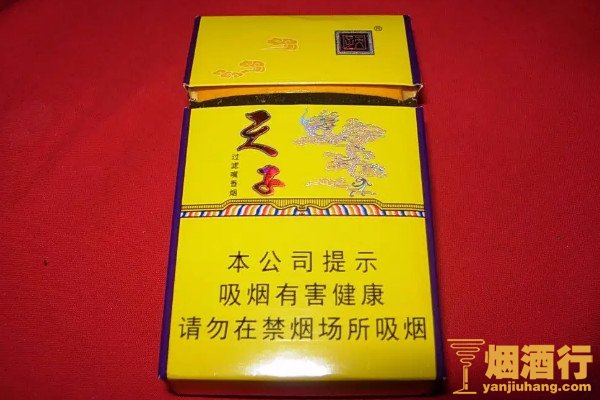 ®
天子
过滤嘴香烟
本公司提示
吸烟有害健康
请勿在禁烟场所吸烟
烟酒行
yanjiuhang.com